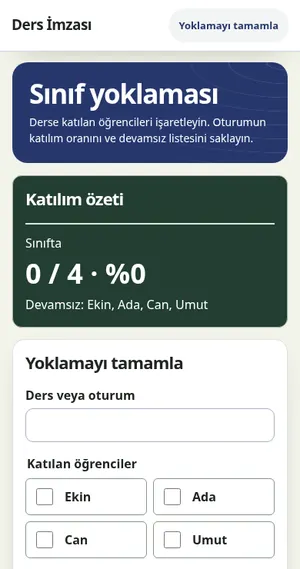 Ders İmzası
Yoklamayı tamamla
Sınıf yoklaması
Derse katılan öğrencileri işaretleyin. Oturumun
katılım oranını ve devamsız listesini saklayın.
Katılım özeti
Sınıfta
0 / 4 · %0
Devamsız: Ekin, Ada, Can, Umut
Yoklamayı tamamla
Ders veya oturum
Katılan öğrenciler
Ekin
Ada
Can
Umut